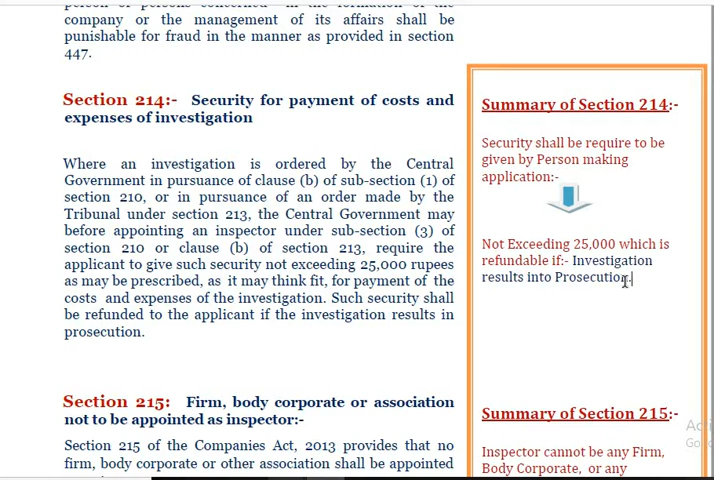 person or persons concerned in the formation of the
company or the management of its affairs shall be
punishable for fraud in the manner as provided in section
447.
Section 214:- Security for payment of costs and
expenses of investigation
Where an investigation is ordered by the Central
Government in pursuance of clause (b) of sub-section (1) of
section 210, or in pursuance of an order made by the
Tribunal under section 213, the Central Government may
before appointing an inspector under sub-section (3) of
section 210 or clause (b) of section 213, require the
applicant to give such security not exceeding 25,000 rupees
as may be prescribed, as it may think fit, for payment of the
costs and expenses of the investigation. Such security shall
be refunded to the applicant if the investigation results in
prosecution.
Section 215: Firm, body corporate or association
not to be appointed as inspector:-
Section 215 of the Companies Act, 2013 provides that no
firm, body corporate or other association shall be appointed
Summary of Section 214:-
Security shall be require to be
given by Person making
application:-
Not Exceeding 25,000 which is
refundable if:- Investigation
results into Prosecution.
Summary of Section 215:-
Inspector cannot be any Firm,
Body Corporate, or any